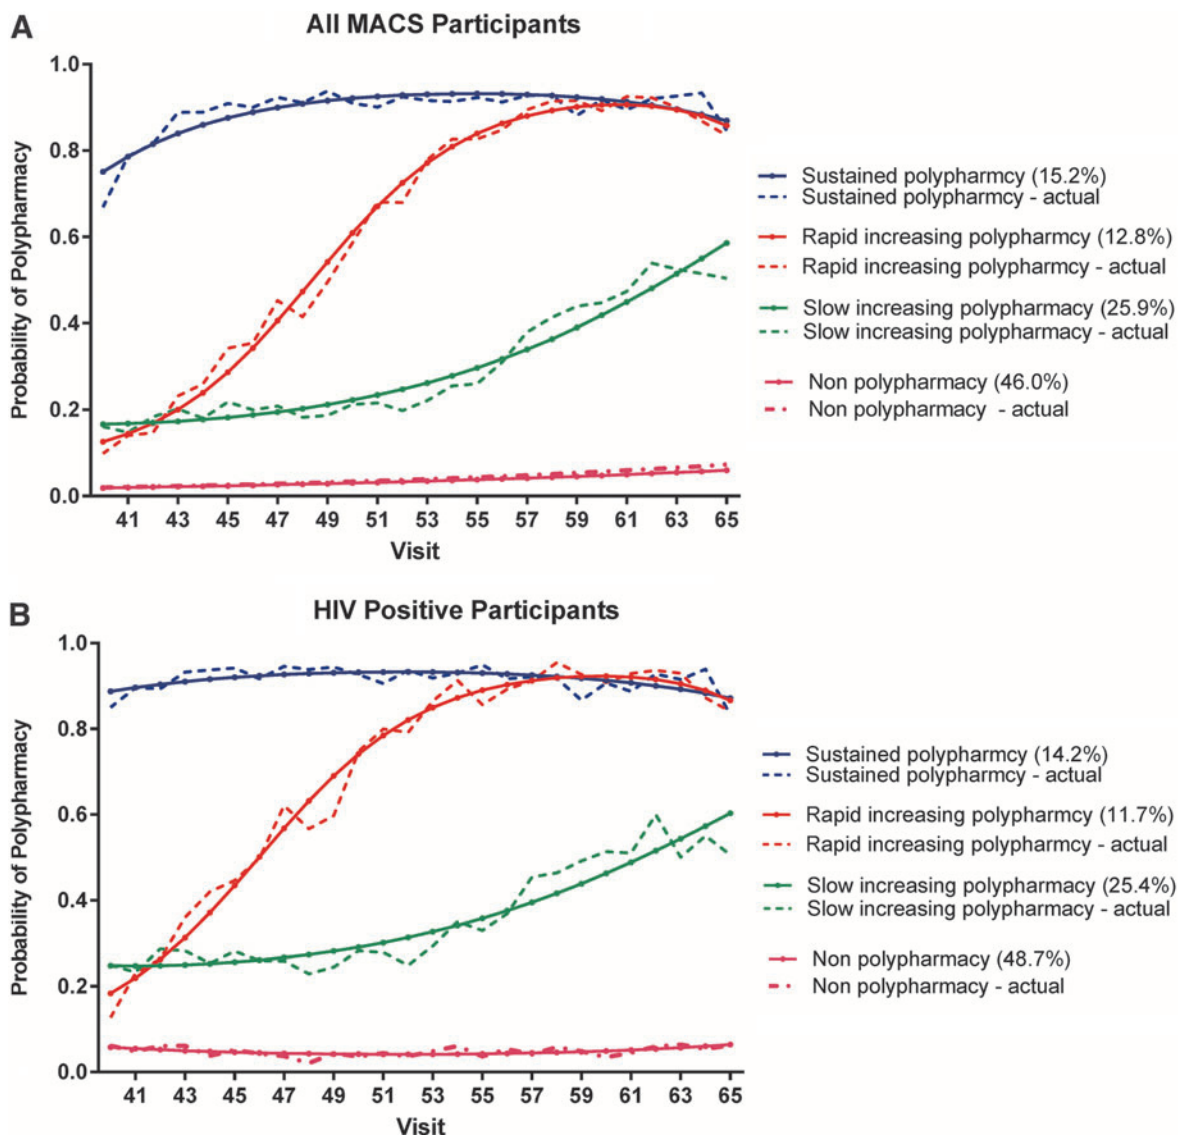 A
All MACS Participants
Probability of Polypharmacy
1.0
0.8
0.6
0.4
0.2
0.0
41 43 45 47 49 51 53 55 57 59 61 63 65
Visit
Sustained polypharmcy (15.2%)
Sustained polypharmcy - actual
Rapid increasing polypharmcy (12.8%)
Rapid increasing polypharmcy - actual
Slow increasing polypharmacy (25.9%)
Slow increasing polypharmacy - actual
Non polypharmacy (46.0%)
Non polypharmacy - actual
B
HIV Positive Participants
Probability of Polypharmacy
1.0
0.8
0.6
0.4
0.2
0.0
41 43 45 47 49 51 53 55 57 59 61 63 65
Visit
Sustained polypharmcy (14.2%)
Sustained polypharmcy - actual
Rapid increasing polypharmcy (11.7%)
Rapid increasing polypharmcy - actual
Slow increasing polypharmacy (25.4%)
Slow increasing polypharmacy - actual
Non polypharmacy (48.7%)
Non polypharmacy - actual